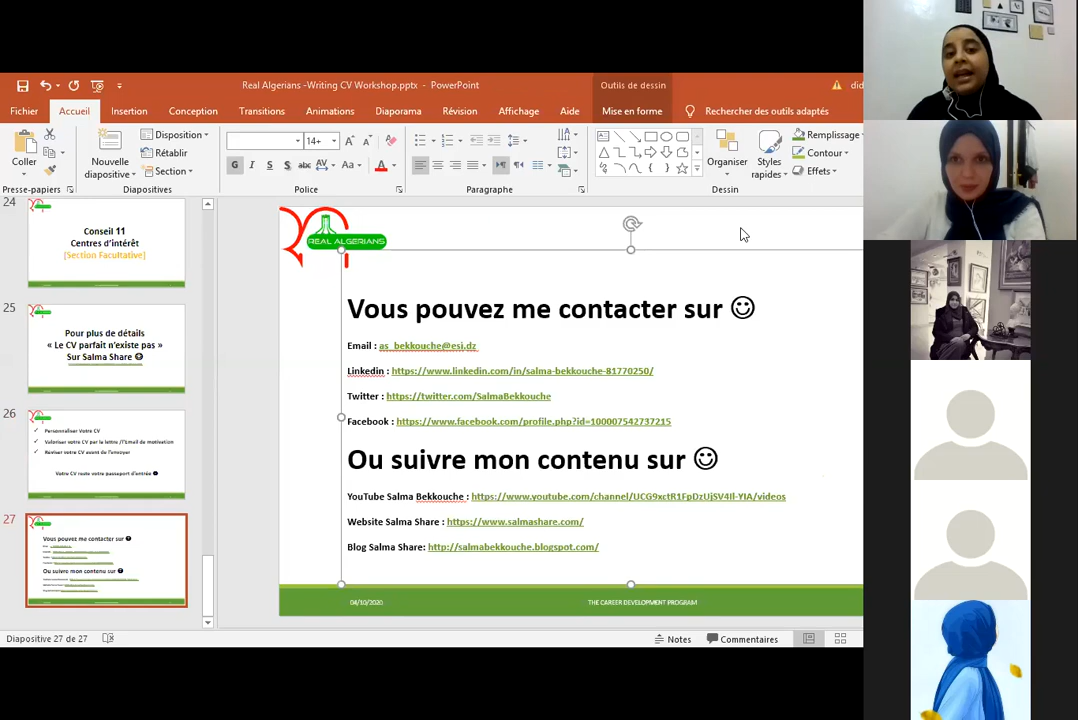 Real Algerians -Writing CV Workshop.pptx - PowerPoint
Outils de dessin
did
Fichier
Accueil
Insertion
Conception
Transitions
Animations
Diaporama
Révision
Affichage
Aide
Mise en forme
Rechercher des outils adaptés
Coller
Nouvelle
diapositive
Disposition
Rétablir
Section
14+
G I S S abc AV Aa A
Organiser
Styles
rapides
Remplissage
Contour
Effets
Presse-papiers
Diapositives
Police
Paragraphe
Dessin
24
Conseil 11
Centres d'intérêt
[Section Facultative]
25
Pour plus de détails
« Le CV parfait n'existe pas »
Sur Salma Share
26
Personnaliser Votre CV
Valoriser votre CV par la lettre /l'Email de motivation
Reviser votre CV avant de l'envoyer
Votre CV reste votre passaport d'entrée
27
Vous pouvez me contacter sur
Ou suivre mon contenu sur
REAL ALGERIANS
Vous pouvez me contacter sur ☺
Email : as_bekkouche@esi.dz
Linkedin : https://www.linkedin.com/in/salma-bekkouche-81770250/
Twitter : https://twitter.com/SalmaBekkouche
Facebook : https://www.facebook.com/profile.php?id=100007542737215
Ou suivre mon contenu sur ☺
YouTube Salma Bekkouche : https://www.youtube.com/channel/UCG9xctR1FpDzUjSV4Il-YIA/videos
Website Salma Share : https://www.salmashare.com/
Blog Salma Share: http://salmabekkouche.blogspot.com/
04/10/2020
THE CAREER DEVELOPMENT PROGRAM
Diapositive 27 de 27
Notes
Commentaires